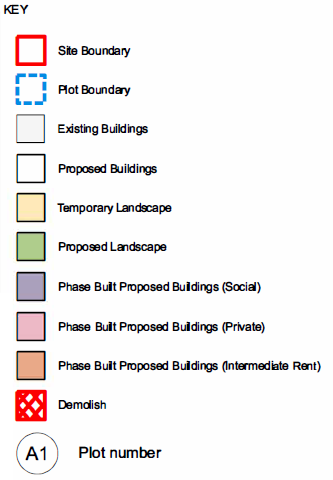 KEY
Site Boundary
Plot Boundary
Existing Buildings
Proposed Buildings
Temporary Landscape
Proposed Landscape
Phase Built Proposed Buildings (Social)
Phase Built Proposed Buildings (Private)
Phase Built Proposed Buildings (Intermediate Rent)
Demolish
A1 Plot number